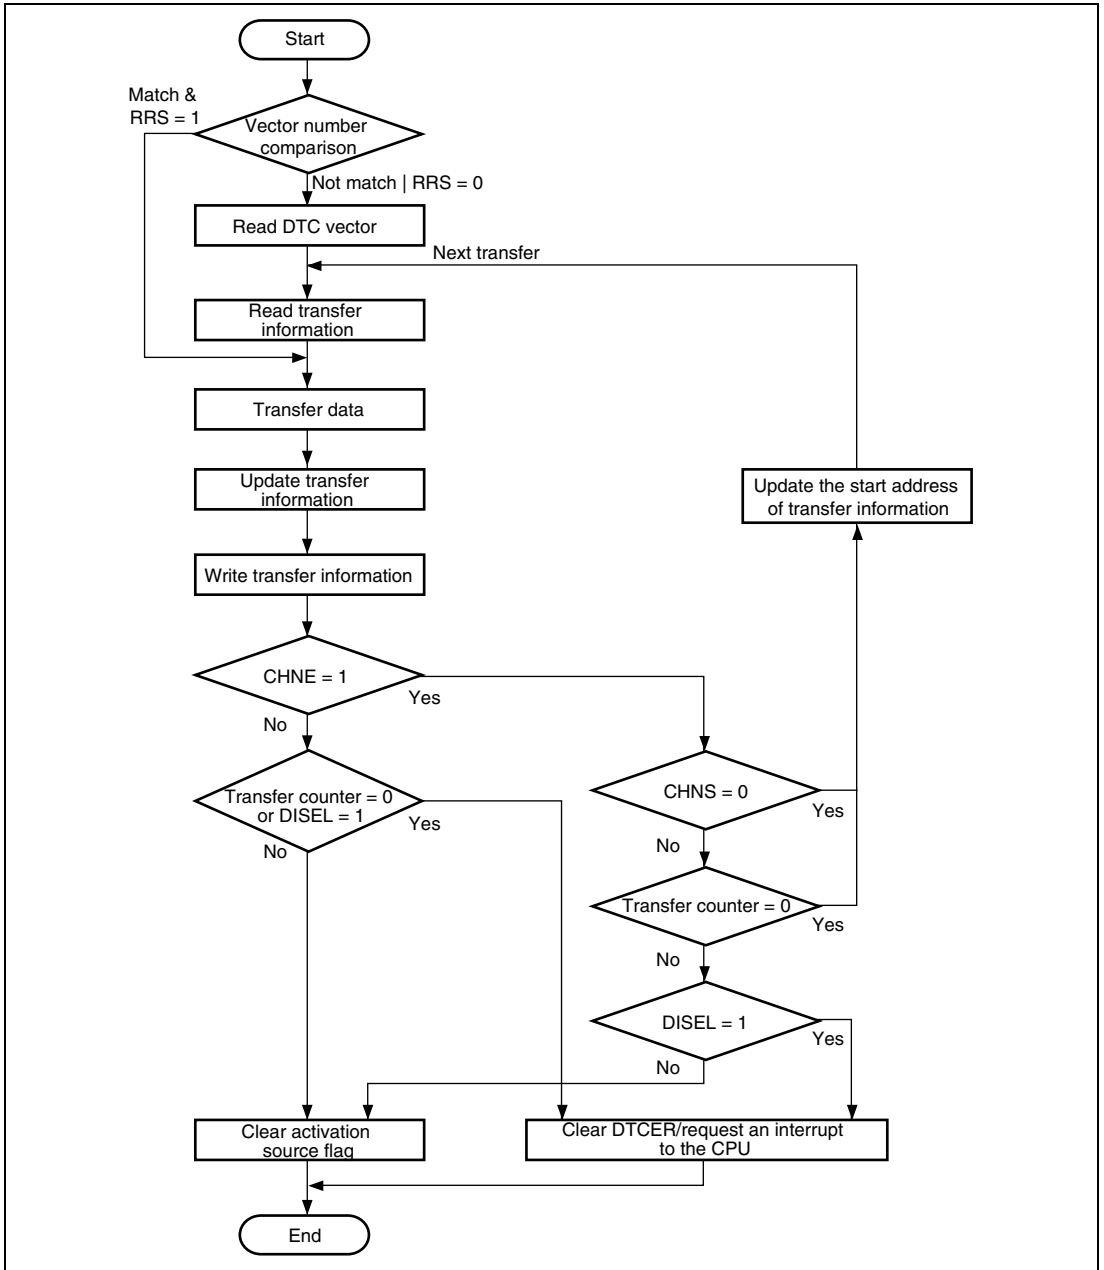 Start
Match &
RRS = 1
Vector number
comparison
Not match | RRS = 0
Read DTC vector
Next transfer
Read transfer
information
Transfer data
Update transfer
information
Update the start address
of transfer information
Write transfer information
CHNE = 1
Yes
No
Transfer counter = 0
or DISEL = 1
Yes
No
CHNS = 0
Yes
No
Transfer counter = 0
Yes
No
DISEL = 1
Yes
No
Clear activation
source flag
Clear DTCER/request an interrupt
to the CPU
End